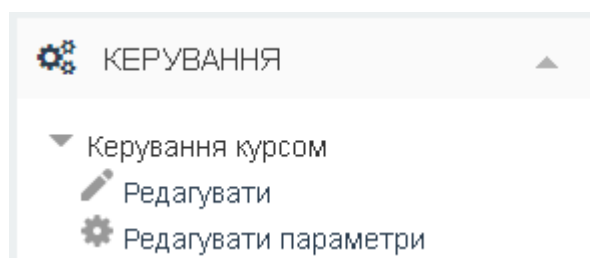 КЕРУВАННЯ
Керування курсом
Редагувати
Редагувати параметри